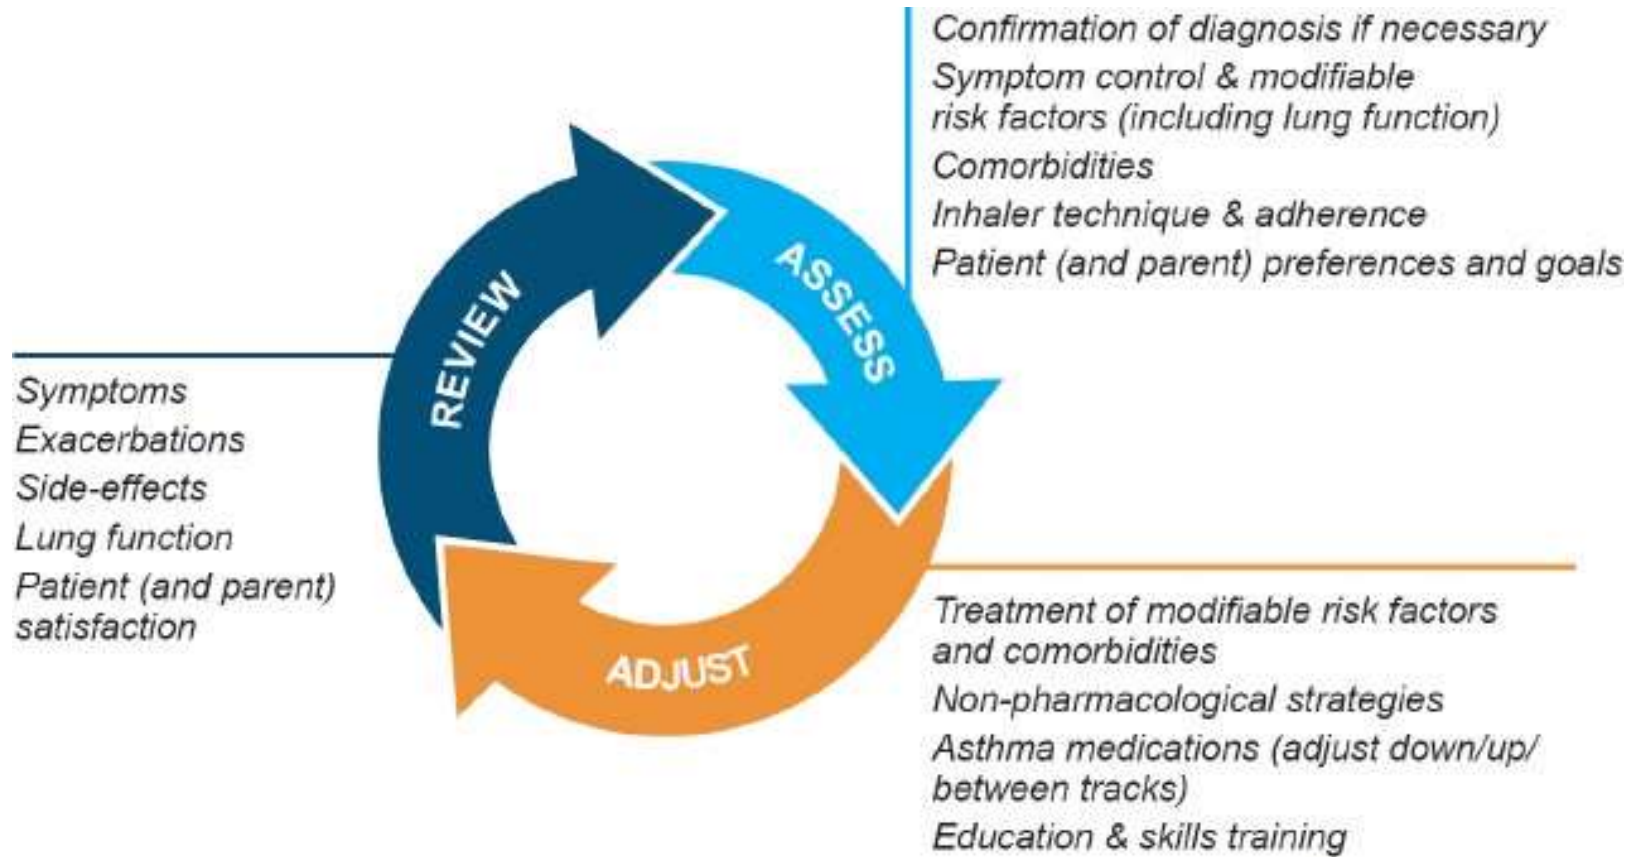 Confirmation of diagnosis if necessary
Symptom control & modifiable
risk factors (including lung function)
Comorbidities
Inhaler technique & adherence
Patient (and parent) preferences and goals
REVIEW
ASSESS
ADJUST
Symptoms
Exacerbations
Side-effects
Lung function
Patient (and parent)
satisfaction
Treatment of modifiable risk factors
and comorbidities
Non-pharmacological strategies
Asthma medications (adjust down/up/
between tracks)
Education & skills training